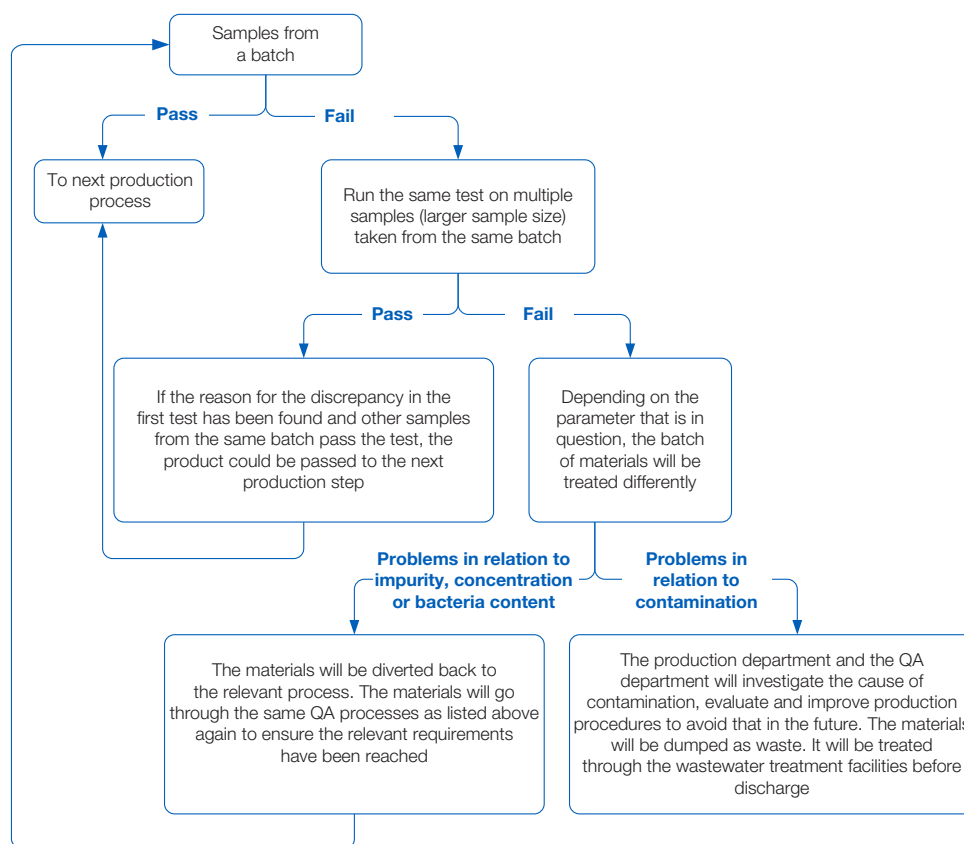 Samples from
a batch
Pass
Fail
To next production
process
Run the same test on multiple
samples (larger sample size)
taken from the same batch
Pass
Fail
If the reason for the discrepancy in the
first test has been found and other samples
from the same batch pass the test, the
product could be passed to the next
production step
Depending on the
parameter that is in
question, the batch
of materials will be
treated differently
Problems in relation to
impurity, concentration
or bacteria content
Problems in
relation to
contamination
The materials will be diverted back to
the relevant process. The materials will go
through the same QA processes as listed above
again to ensure the relevant requirements
have been reached
The production department and the QA
department will investigate the cause of
contamination, evaluate and improve production
procedures to avoid that in the future. The materials
will be dumped as waste. It will be treated
through the wastewater treatment facilities before
discharge